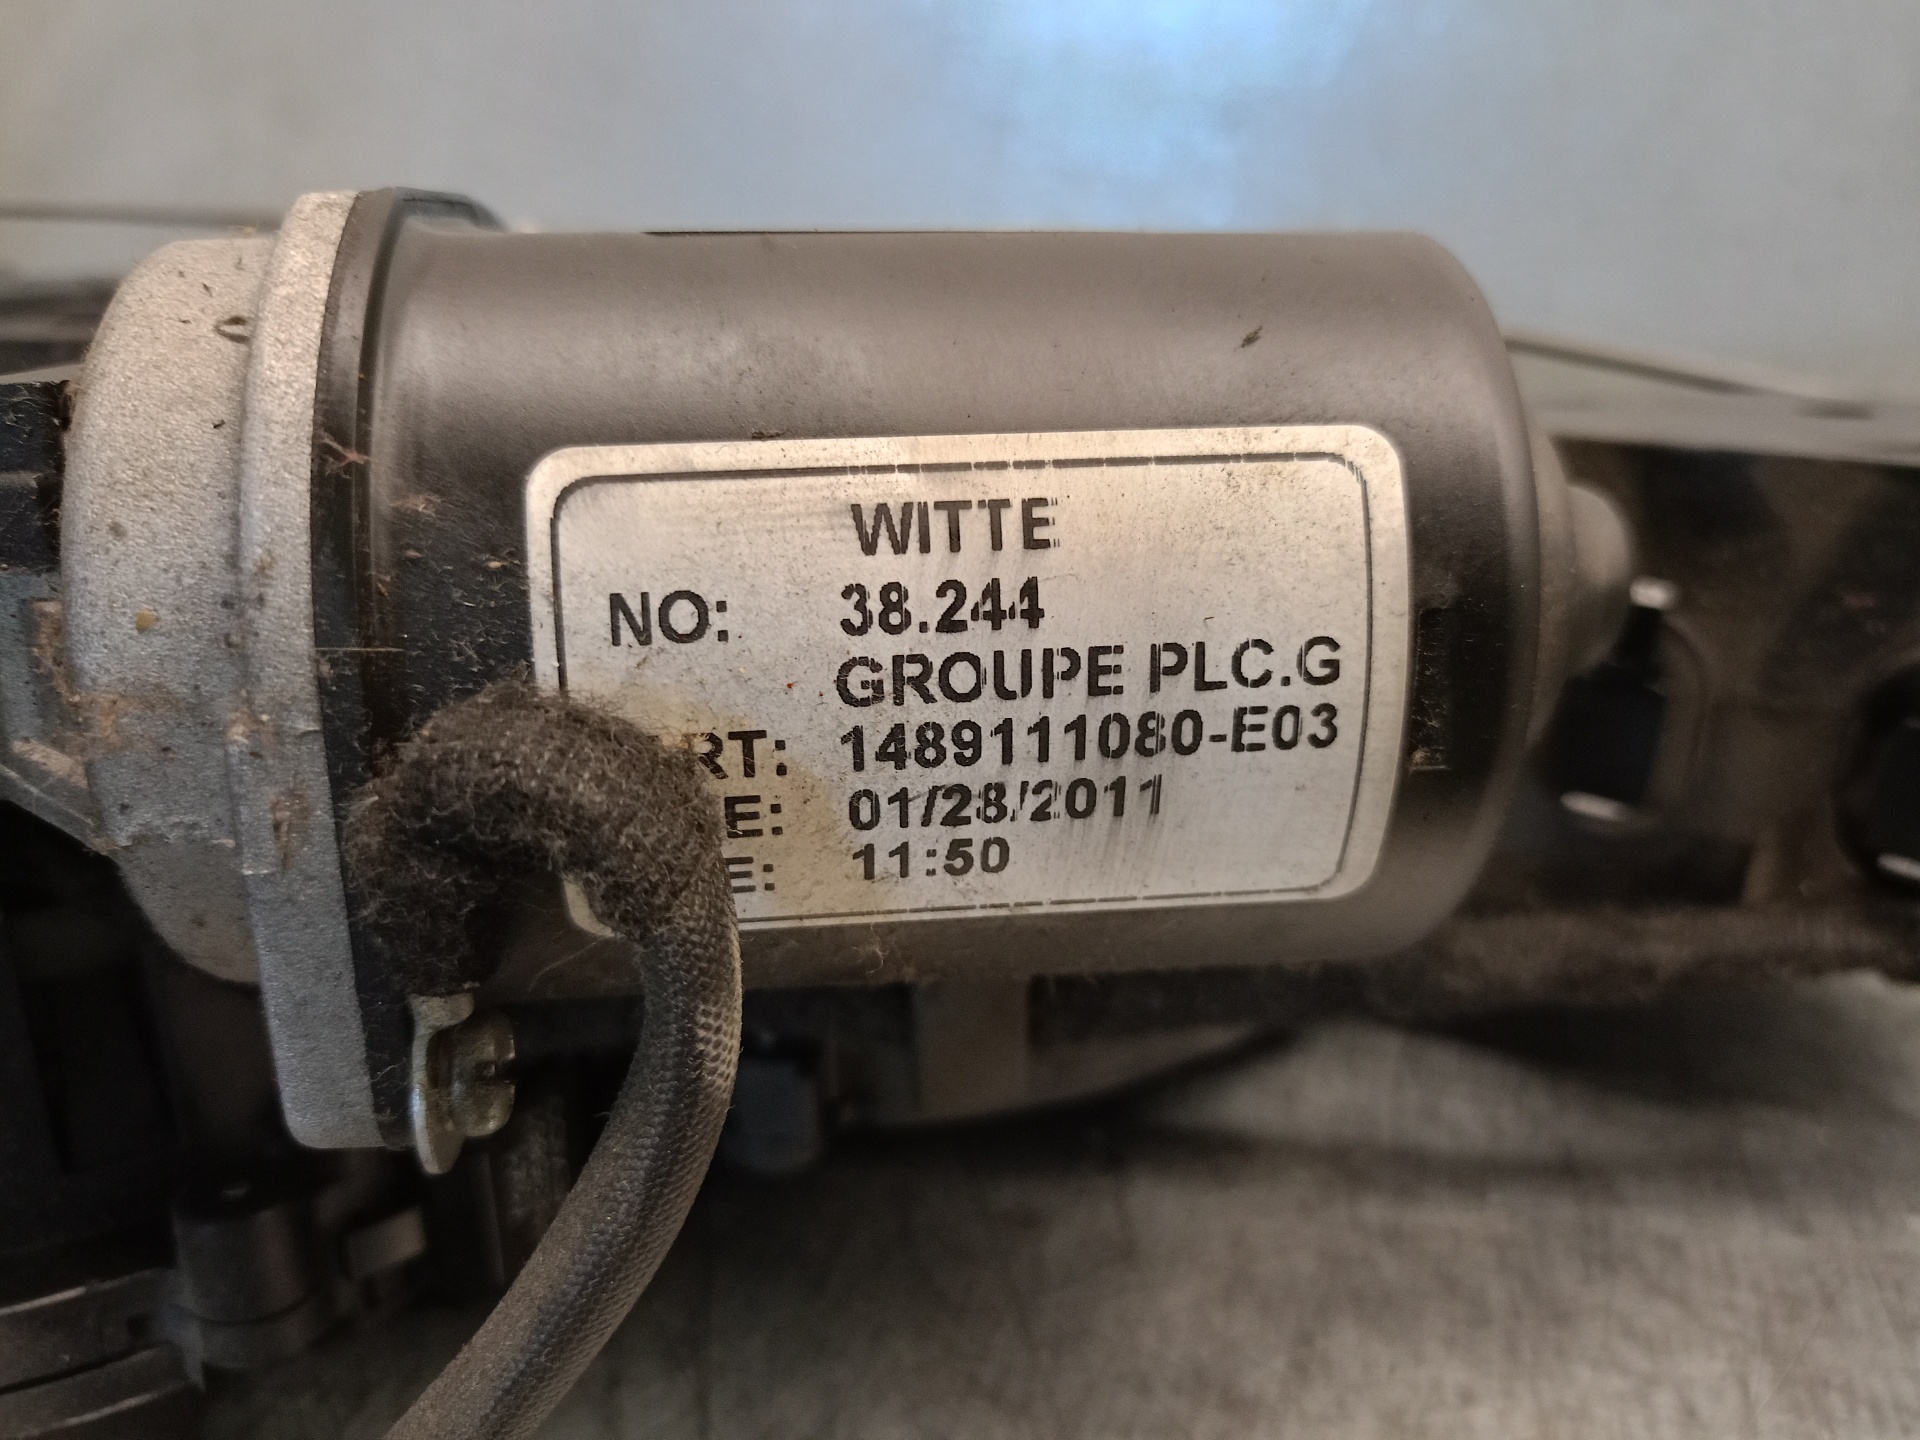 WITTE
NO: 38.244
GROUPE PLC.G
RT: 1489111080-E03
E: 01/28/2011
E: 11:50